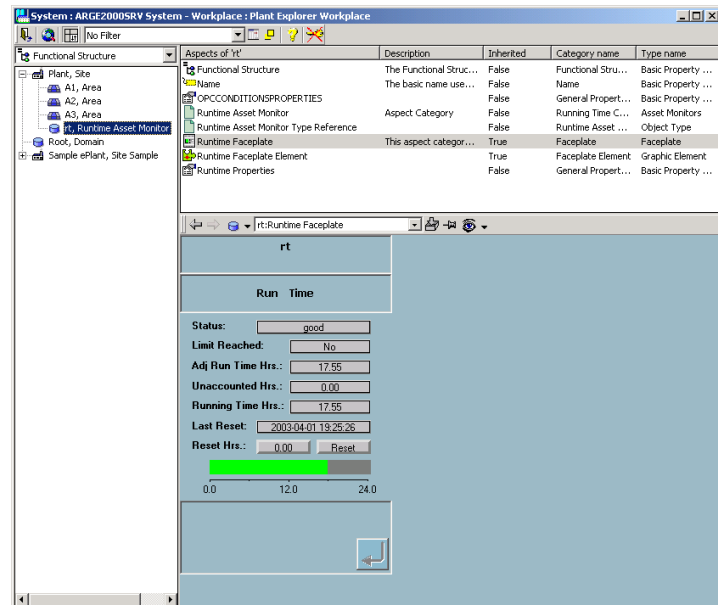 System : ARGE2000SRV System - Workplace : Plant Explorer Workplace
No Filter
Functional Structure
Plant, Site
A1, Area
A2, Area
A3, Area
rt, Runtime Asset Monitor
Root, Domain
Sample ePlant, Site Sample
Aspects of 'rt' Description Inherited Category name Type name
Functional Structure The Functional Struc... False Functional Stru... Basic Property ...
Name The basic name use... False Name Basic Property ...
OPCCONDITIONSPROPERTIES False General Propert... Basic Property ...
Runtime Asset Monitor Aspect Category False Running Time C... Asset Monitors
Runtime Asset Monitor Type Reference False Runtime Asset ... Object Type
Runtime Faceplate This aspect categor... True Faceplate Faceplate
Runtime Faceplate Element True Faceplate Element Graphic Element
Runtime Properties False General Propert... Basic Property ...
rt:Runtime Faceplate
rt
Run Time
Status: good
Limit Reached: No
Adj Run Time Hrs.: 17.55
Unaccounted Hrs.: 0.00
Running Time Hrs.: 17.55
Last Reset: 2003-04-01 19:25:26
Reset Hrs.: 0.00 Reset
0.0 12.0 24.0